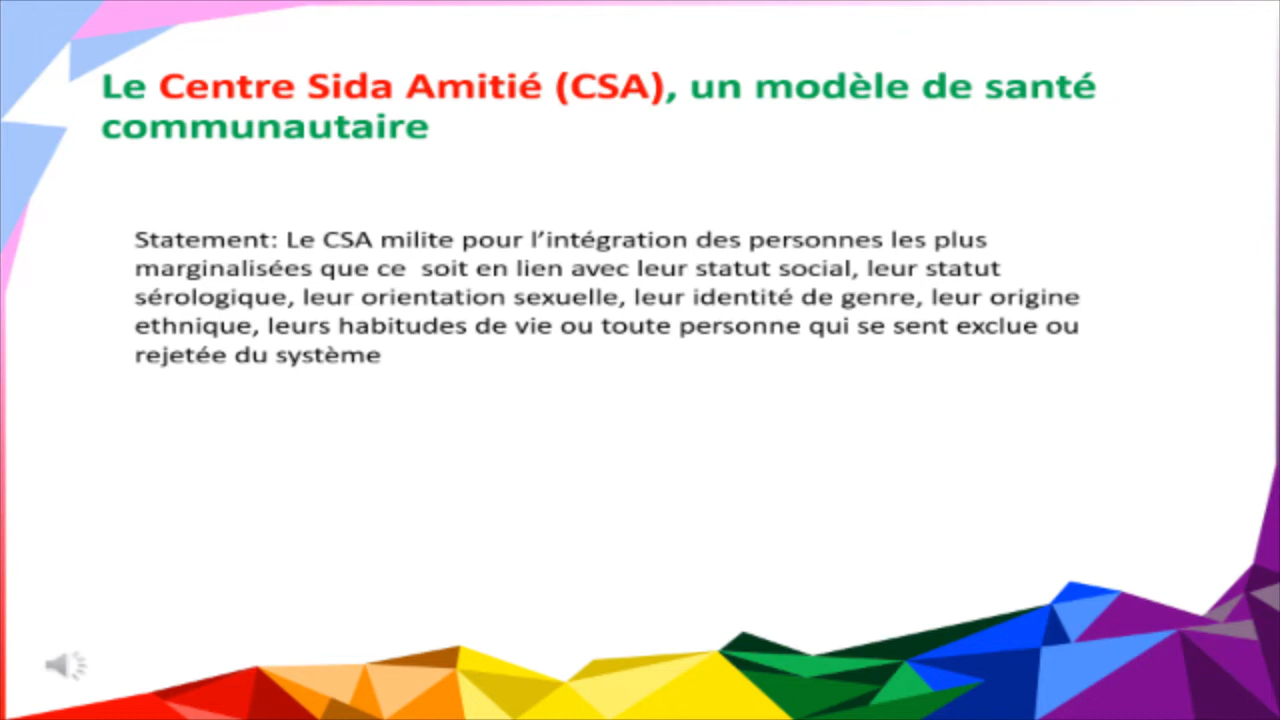 Le Centre Sida Amitié (CSA), un modèle de santé
communautaire
Statement: Le CSA milite pour l’intégration des personnes les plus
marginalisées que ce  soit en lien avec leur statut social, leur statut
sérologique, leur orientation sexuelle, leur identité de genre, leur origine
ethnique, leurs habitudes de vie ou toute personne qui se sent exclue ou
rejetée du système